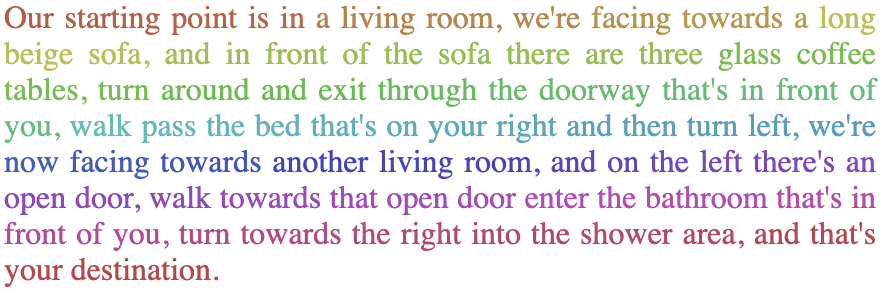 Our starting point is in a living room, we're facing towards a long
beige sofa, and in front of the sofa there are three glass coffee
tables, turn around and exit through the doorway that's in front of
you, walk pass the bed that's on your right and then turn left, we're
now facing towards another living room, and on the left there's an
open door, walk towards that open door enter the bathroom that's in
front of you, turn towards the right into the shower area, and that's
your destination.